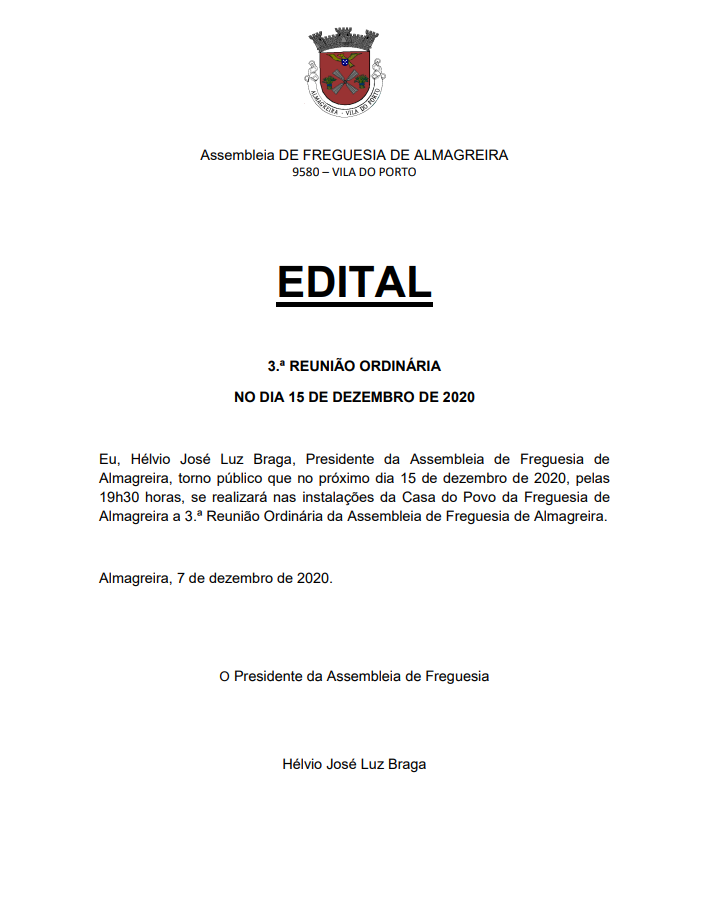 ALMAGREIRA - VILA DO PORTO
Assembleia DE FREGUESIA DE ALMAGREIRA
9580 – VILA DO PORTO
EDITAL
3.ª REUNIÃO ORDINÁRIA
NO DIA 15 DE DEZEMBRO DE 2020
Eu, Hélvio José Luz Braga, Presidente da Assembleia de Freguesia de
Almagreira, torno público que no próximo dia 15 de dezembro de 2020, pelas
19h30 horas, se realizará nas instalações da Casa do Povo da Freguesia de
Almagreira a 3.ª Reunião Ordinária da Assembleia de Freguesia de Almagreira.
Almagreira, 7 de dezembro de 2020.
O Presidente da Assembleia de Freguesia
Hélvio José Luz Braga